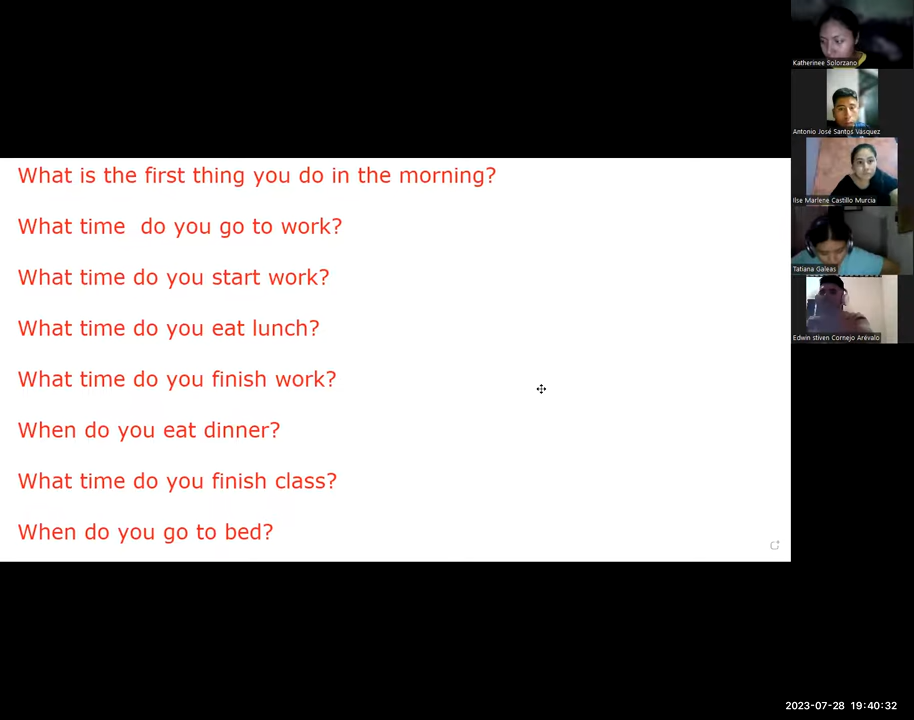 What is the first thing you do in the morning?
What time  do you go to work?
What time do you start work?
What time do you eat lunch?
What time do you finish work?
When do you eat dinner?
What time do you finish class?
When do you go to bed?
Katherinee Solorzano
Antonio José Santos Vásquez
Ilse Marlene Castillo Murcia
Tatiana Galeas
Edwin stiven Cornejo Arévalo
2023-07-28 19:40:32